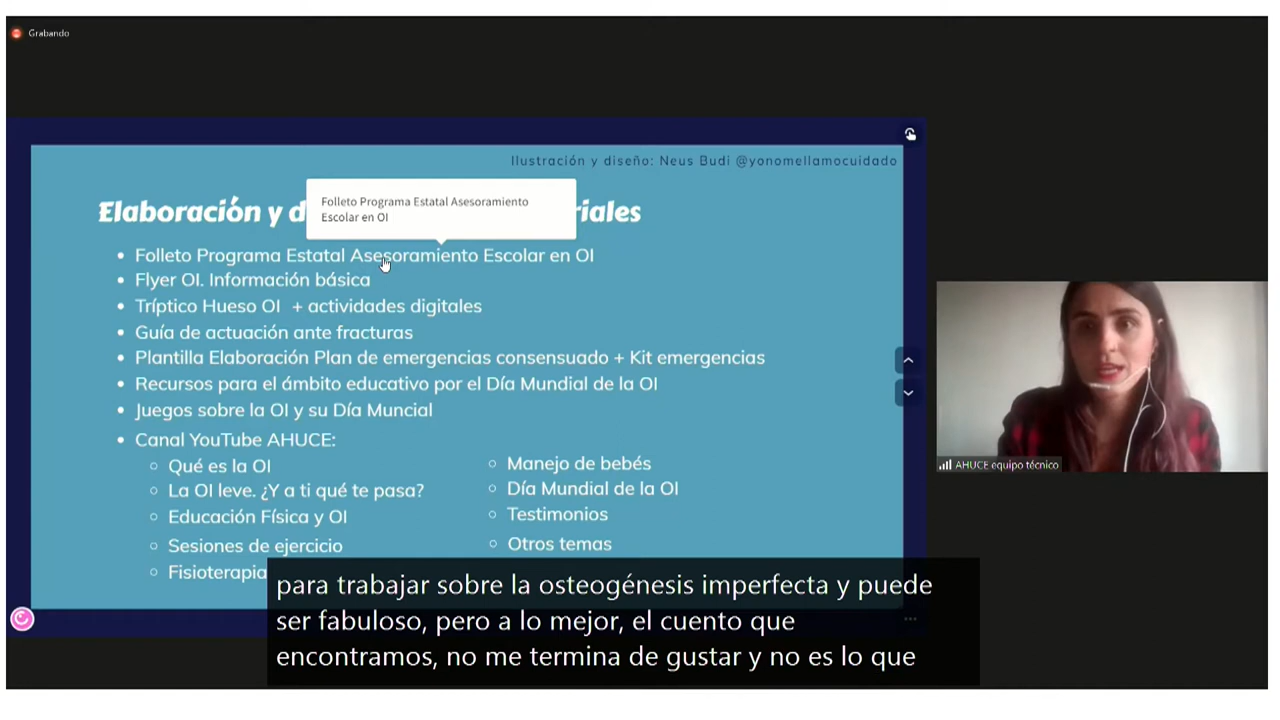 Grabando
Ilustración y diseño: Neus Budi @yonomellamocuidado
Folleto Programa Estatal Asesoramiento
Escolar en OI
Elaboración y d riales
• Folleto Programa Estatal Asesoramiento Escolar en OI
• Flyer OI. Información básica
• Tríptico Hueso OI + actividades digitales
• Guía de actuación ante fracturas
• Plantilla Elaboración Plan de emergencias consensuado + Kit emergencias
• Recursos para el ámbito educativo por el Día Mundial de la OI
• Juegos sobre la OI y su Día Muncial
• Canal YouTube AHUCE:
◦ Qué es la OI
◦ La OI leve. ¿Y a ti qué te pasa?
◦ Educación Física y OI
◦ Sesiones de ejercicio
◦ Fisioterapia
◦ Manejo de bebés
◦ Día Mundial de la OI
◦ Testimonios
◦ Otros temas
AHUCE equipo técnico
para trabajar sobre la osteogénesis imperfecta y puede
ser fabuloso, pero a lo mejor, el cuento que
encontramos, no me termina de gustar y no es lo que